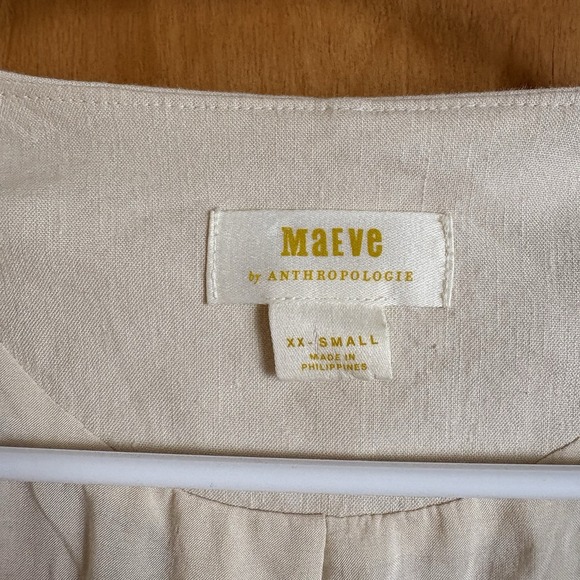 MaEve
by ANTHROPOLOGIE
XX-SMALL
MADE IN
PHILIPPINES